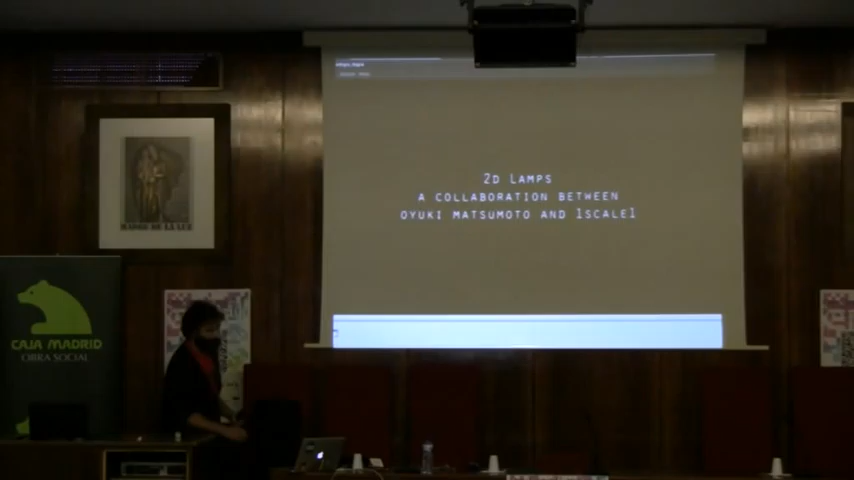 2D LAMPS
A COLLABORATION BETWEEN
OYUKI MATSUMOTO AND 1SCALE1
CAJA MADRID
OBRA SOCIAL